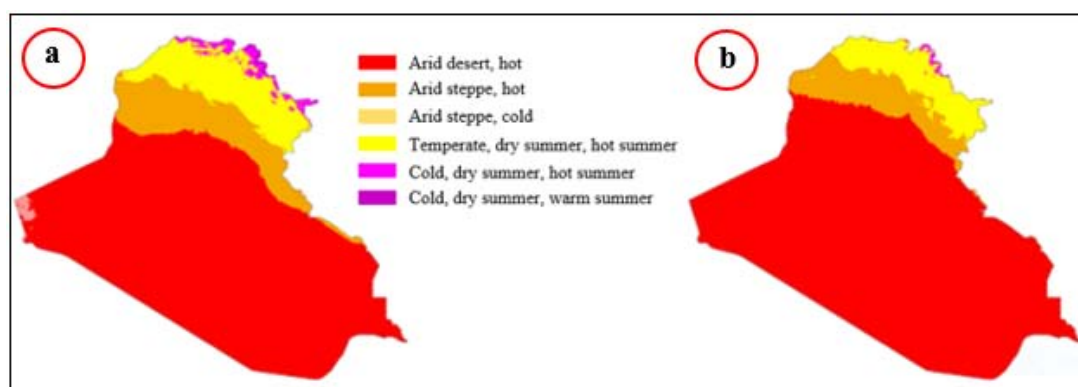 a
Arid desert, hot
Arid steppe, hot
Arid steppe, cold
Temperate, dry summer, hot summer
Cold, dry summer, hot summer
Cold, dry summer, warm summer
b